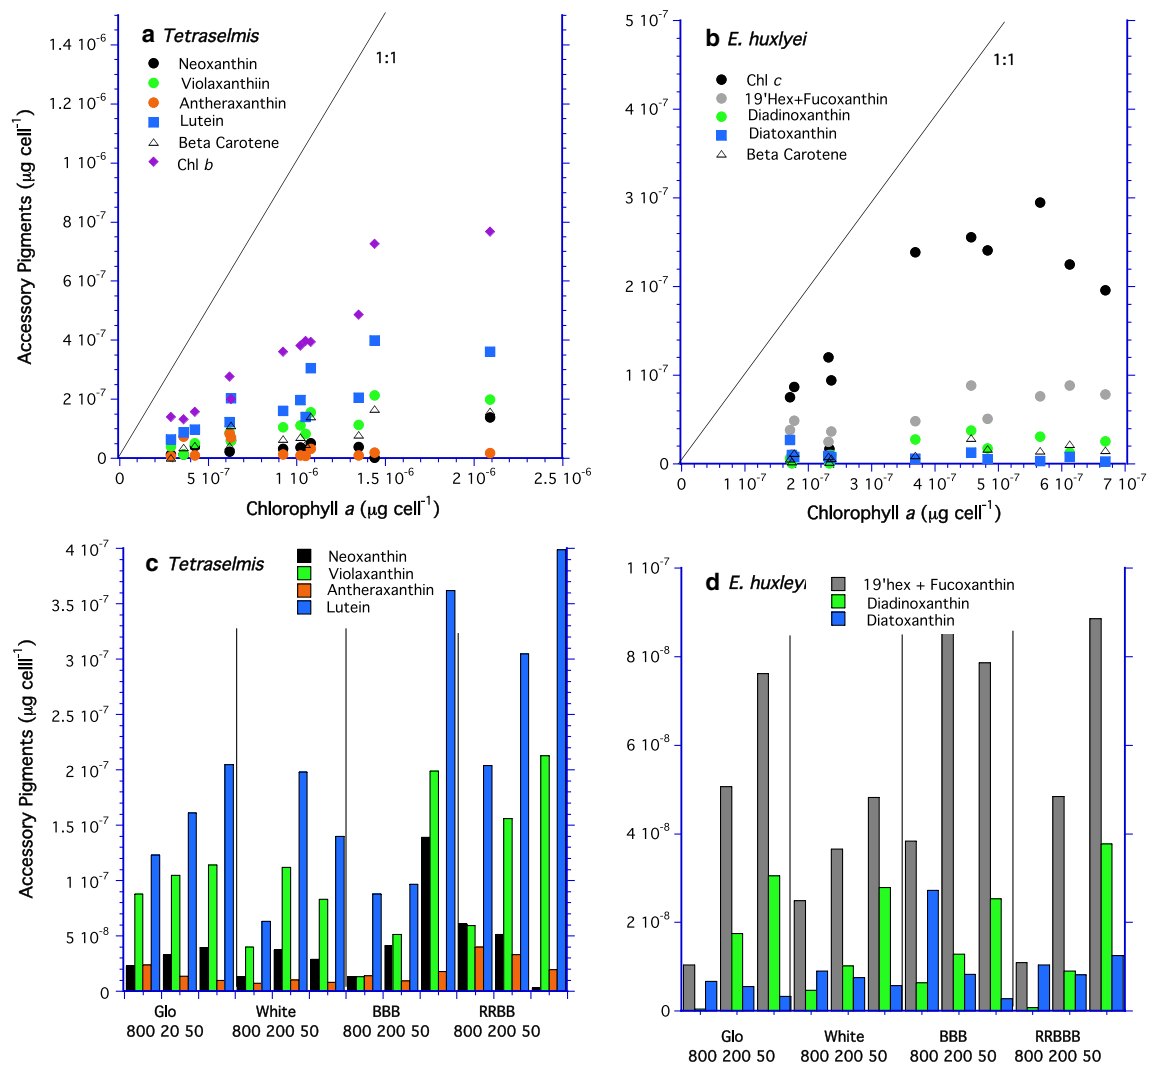 a Tetraselmis
Neoxanthin
Violaxanthiin
Antheraxanthin
Lutein
Beta Carotene
Chl b
1:1
1.4 10⁻⁶
1.2 10⁻⁶
1 10⁻⁶
8 10⁻⁷
6 10⁻⁷
4 10⁻⁷
2 10⁻⁷
0
Accessory Pigments (μg cell⁻¹)
0 5 10⁻⁷ 1 10⁻⁶ 1.5 10⁻⁶ 2 10⁻⁶ 2.5 10⁻⁶
Chlorophyll a (μg cell⁻¹)
b E. huxlyei
Chl c
19'Hex+Fucoxanthin
Diadinoxanthin
Diatoxanthin
Beta Carotene
1:1
5 10⁻⁷
4 10⁻⁷
3 10⁻⁷
2 10⁻⁷
1 10⁻⁷
0
0 1 10⁻⁷ 2 10⁻⁷ 3 10⁻⁷ 4 10⁻⁷ 5 10⁻⁷ 6 10⁻⁷ 7 10⁻⁷
Chlorophyll a (μg cell⁻¹)
c Tetraselmis
Neoxanthin
Violaxanthin
Antheraxanthin
Lutein
4 10⁻⁷
3.5 10⁻⁷
3 10⁻⁷
2.5 10⁻⁷
2 10⁻⁷
1.5 10⁻⁷
1 10⁻⁷
5 10⁻⁸
0
Accessory Pigments (μg celll⁻¹)
Glo White BBB RRBB
800 20 50 800 200 50 800 200 50 800 200 50
d E. huxleyi
19'hex + Fucoxanthin
Diadinoxanthin
Diatoxanthin
1 10⁻⁷
8 10⁻⁸
6 10⁻⁸
4 10⁻⁸
2 10⁻⁸
0
Glo White BBB RRBBB
800 200 50 800 200 50 800 200 50 800 200 50